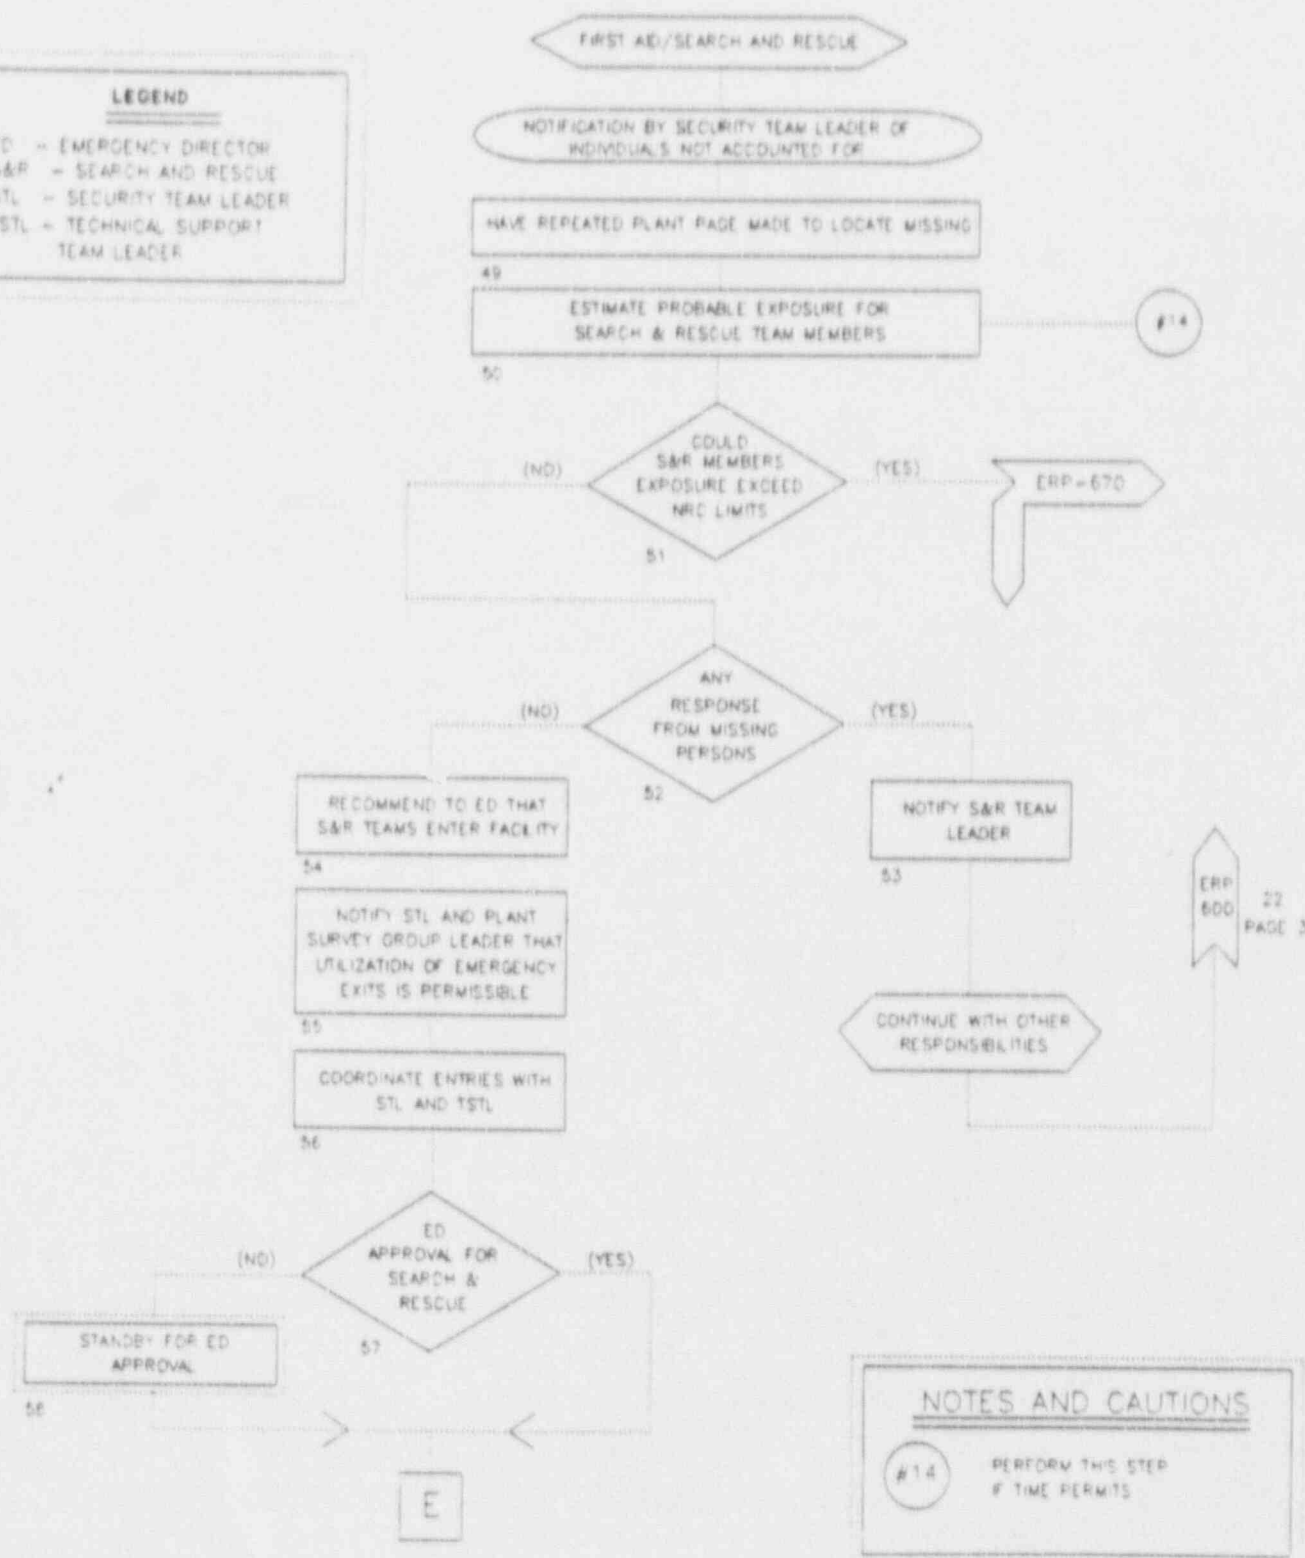 FIRST AID/SEARCH AND RESCUE
LEGEND
D - EMERGENCY DIRECTOR
S&R - SEARCH AND RESCUE
STL - SECURITY TEAM LEADER
STL - TECHNICAL SUPPORT
TEAM LEADER
NOTIFICATION BY SECURITY TEAM LEADER OF
INDIVIDUALS NOT ACCOUNTED FOR
HAVE REPEATED PLANT PAGE MADE TO LOCATE MISSING
49
ESTIMATE PROBABLE EXPOSURE FOR
SEARCH & RESCUE TEAM MEMBERS
#14
50
COULD
S&R MEMBERS
EXPOSURE EXCEED
NRC LIMITS
(NO)
(YES)
51
ERP-670
ANY
RESPONSE
FROM MISSING
PERSONS
(NO)
(YES)
52
RECOMMEND TO ED THAT
S&R TEAMS ENTER FACILITY
54
NOTIFY S&R TEAM
LEADER
53
NOTIFY STL AND PLANT
SURVEY GROUP LEADER THAT
UTILIZATION OF EMERGENCY
EXITS IS PERMISSIBLE
55
ERP
600
22
PAGE 3
CONTINUE WITH OTHER
RESPONSIBILITIES
COORDINATE ENTRIES WITH
STL AND TSTL
56
ED
APPROVAL FOR
SEARCH &
RESCUE
(NO)
(YES)
57
STANDBY FOR ED
APPROVAL
58
E
NOTES AND CAUTIONS
#14
PERFORM THIS STEP
IF TIME PERMITS